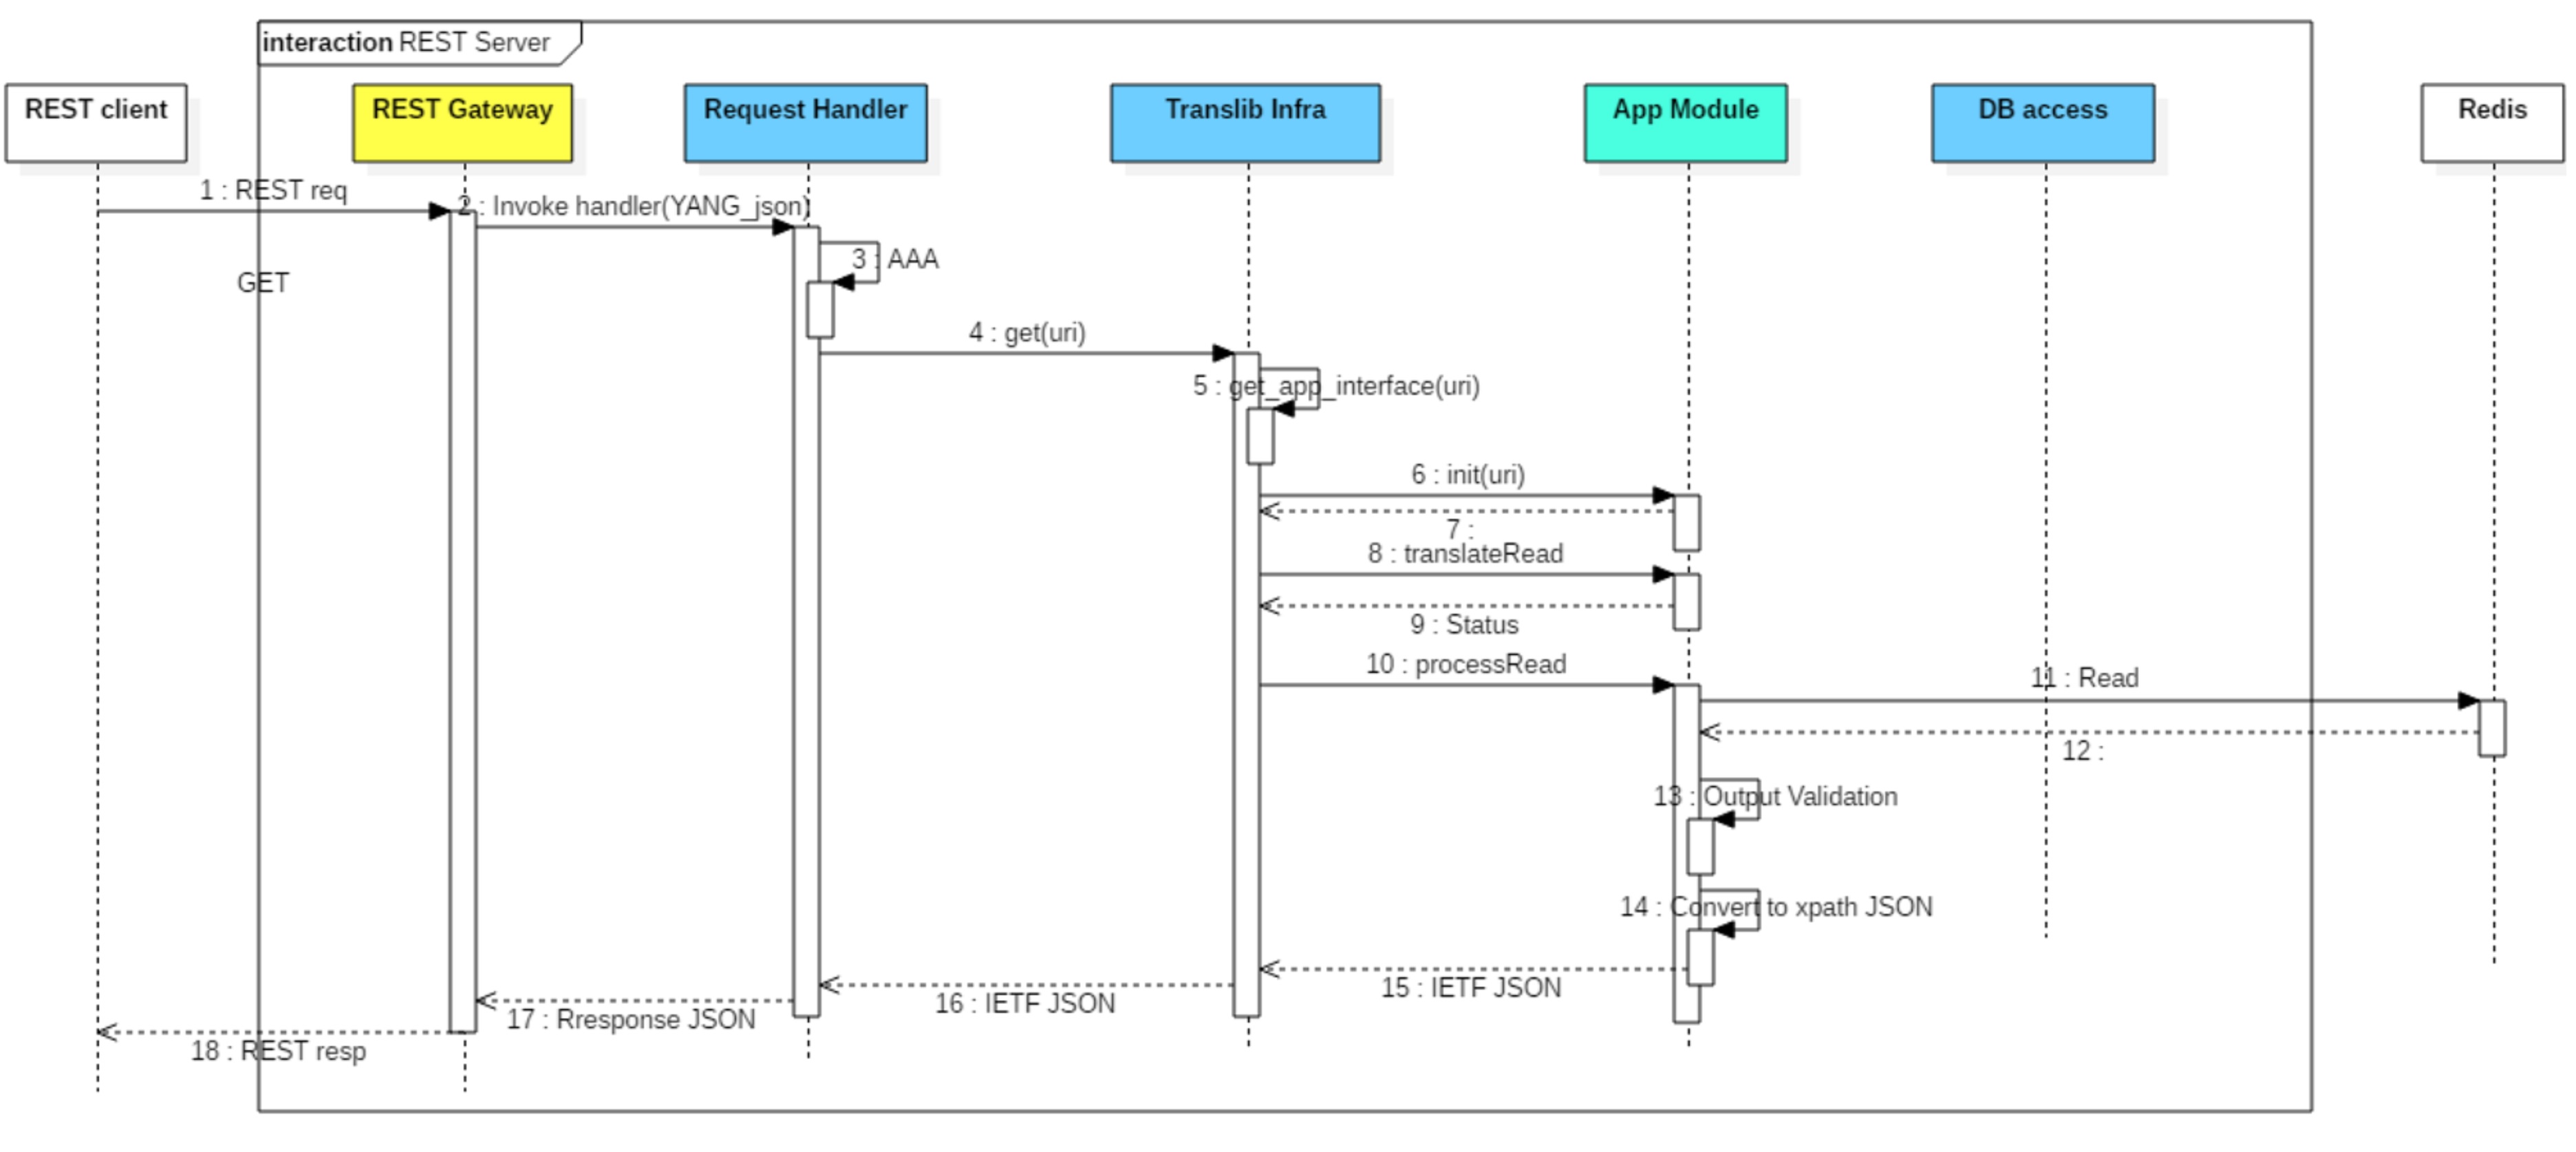 interaction REST Server
REST client
REST Gateway
Request Handler
Translib Infra
App Module
DB access
Redis
1 : REST req
2 : Invoke handler(YANG_json)
3 : AAA
GET
4 : get(uri)
5 : get_app_interface(uri)
6 : init(uri)
7 :
8 : translateRead
9 : Status
10 : processRead
11 : Read
12 :
13 : Output Validation
14 : Convert to xpath JSON
15 : IETF JSON
16 : IETF JSON
17 : Rresponse JSON
18 : REST resp